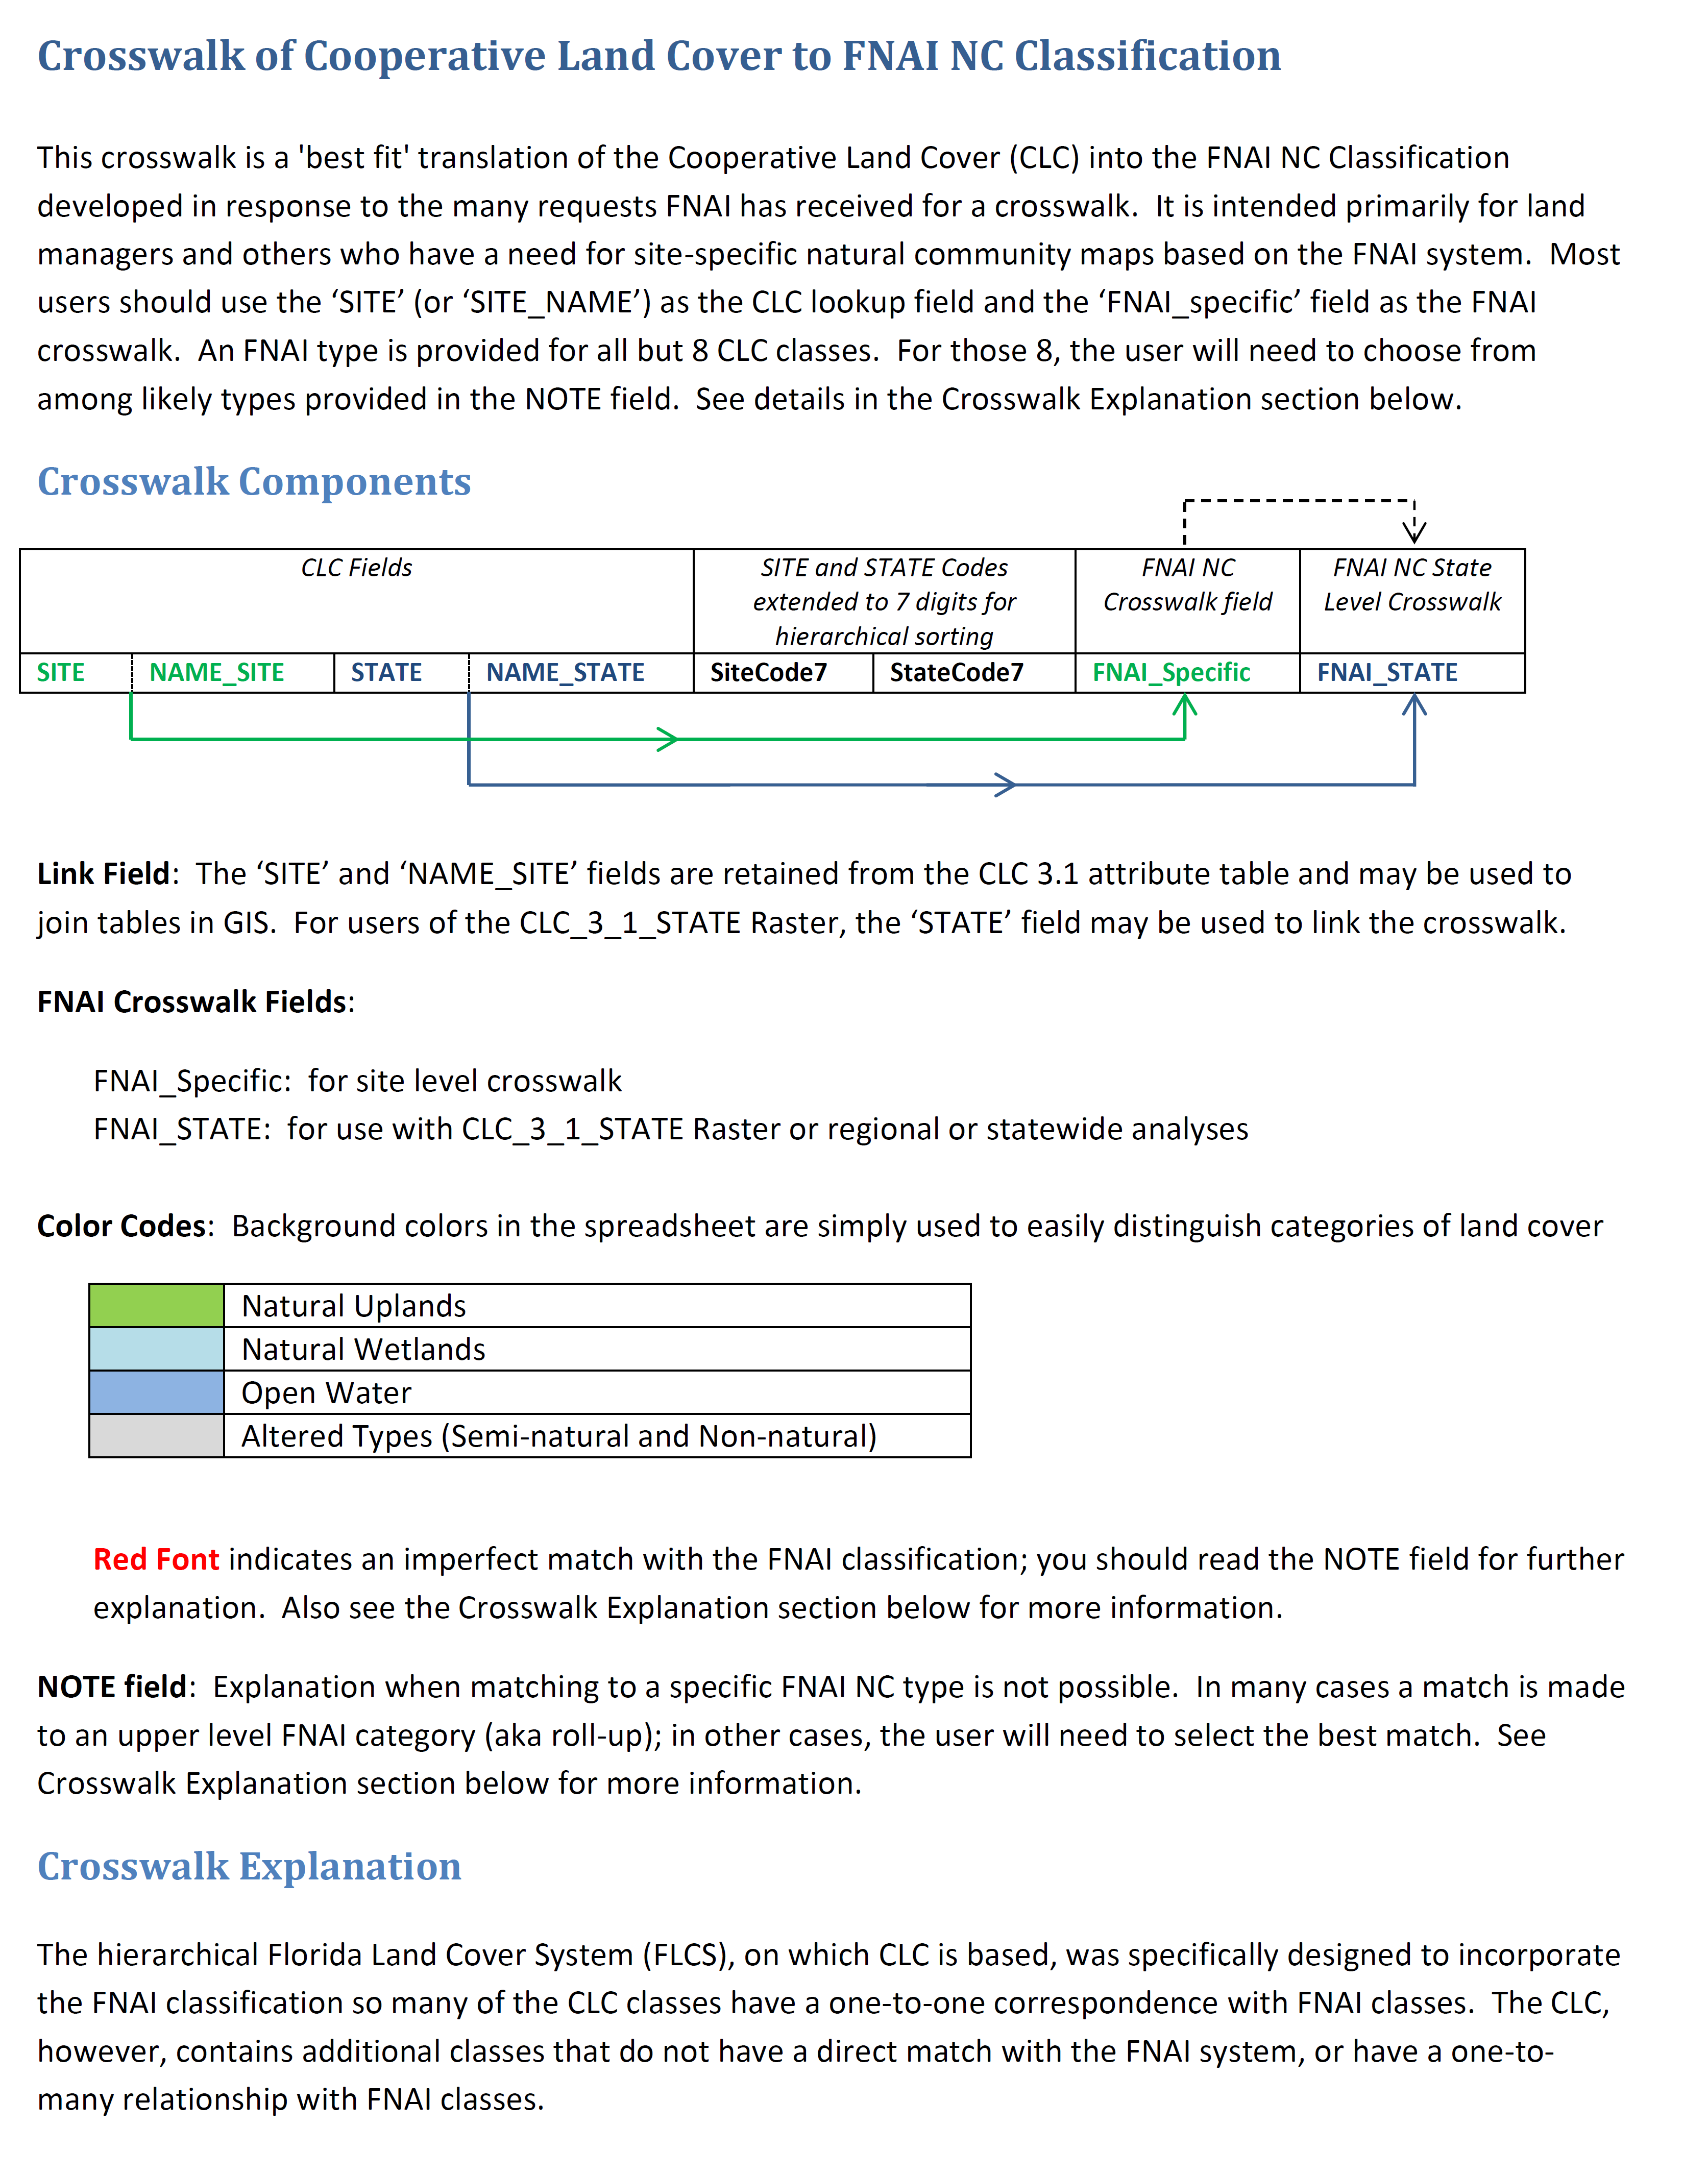 Crosswalk of Cooperative Land Cover to FNAI NC Classification
This crosswalk is a 'best fit' translation of the Cooperative Land Cover (CLC) into the FNAI NC Classification
developed in response to the many requests FNAI has received for a crosswalk.  It is intended primarily for land
managers and others who have a need for site-specific natural community maps based on the FNAI system.  Most
users should use the ‘SITE’ (or ‘SITE_NAME’) as the CLC lookup field and the ‘FNAI_specific’ field as the FNAI
crosswalk.  An FNAI type is provided for all but 8 CLC classes.  For those 8, the user will need to choose from
among likely types provided in the NOTE field.  See details in the Crosswalk Explanation section below.
Crosswalk Components
CLC Fields
SITE and STATE Codes
extended to 7 digits for
hierarchical sorting
FNAI NC
Crosswalk field
FNAI NC State
Level Crosswalk
SITE NAME_SITE STATE NAME_STATE SiteCode7 StateCode7 FNAI_Specific FNAI_STATE
Link Field:  The ‘SITE’ and ‘NAME_SITE’ fields are retained from the CLC 3.1 attribute table and may be used to
join tables in GIS.  For users of the CLC_3_1_STATE Raster, the ‘STATE’ field may be used to link the crosswalk.
FNAI Crosswalk Fields:
FNAI_Specific:  for site level crosswalk
FNAI_STATE:  for use with CLC_3_1_STATE Raster or regional or statewide analyses
Color Codes:  Background colors in the spreadsheet are simply used to easily distinguish categories of land cover
Natural Uplands
Natural Wetlands
Open Water
Altered Types (Semi-natural and Non-natural)
Red Font indicates an imperfect match with the FNAI classification; you should read the NOTE field for further
explanation.  Also see the Crosswalk Explanation section below for more information.
NOTE field:  Explanation when matching to a specific FNAI NC type is not possible.  In many cases a match is made
to an upper level FNAI category (aka roll-up); in other cases, the user will need to select the best match.  See
Crosswalk Explanation section below for more information.
Crosswalk Explanation
The hierarchical Florida Land Cover System (FLCS), on which CLC is based, was specifically designed to incorporate
the FNAI classification so many of the CLC classes have a one-to-one correspondence with FNAI classes.  The CLC,
however, contains additional classes that do not have a direct match with the FNAI system, or have a one-to-
many relationship with FNAI classes.